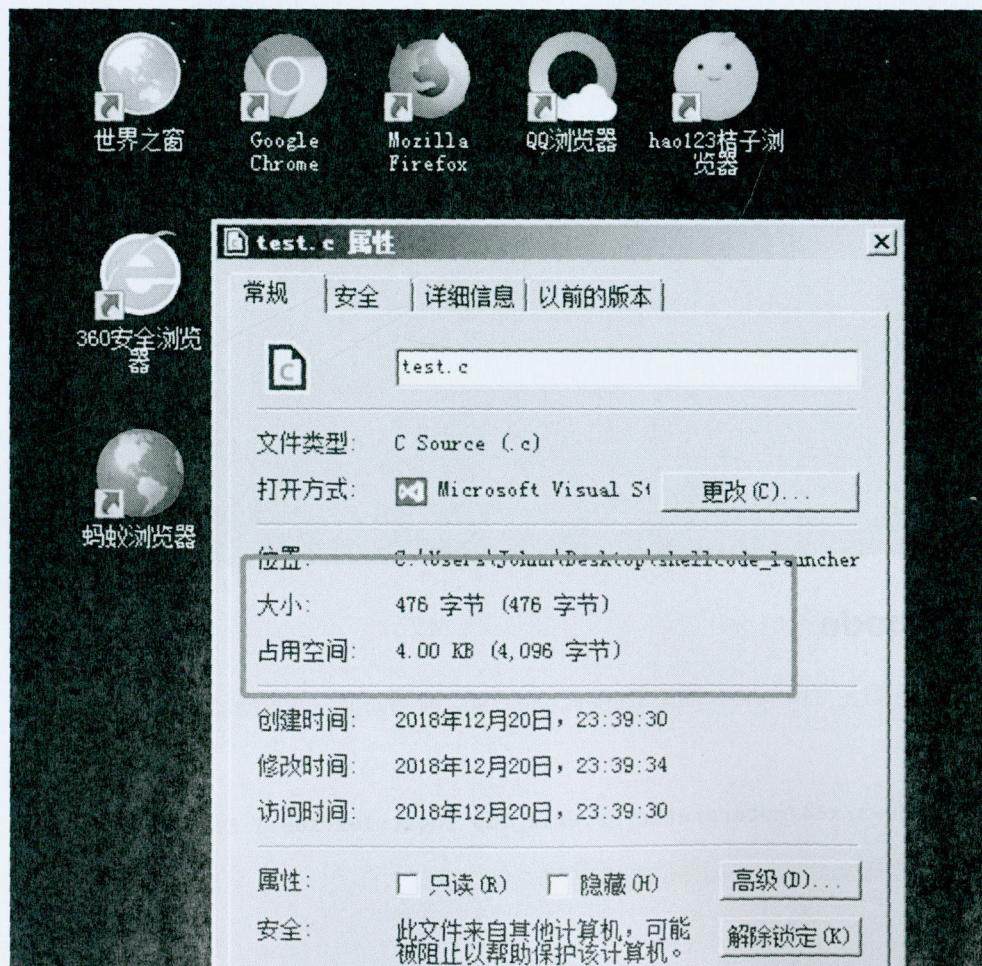 世界之窗
Google
Chrome
Mozilla
Firefox
QQ浏览器
hao123桔子浏
览器
360安全浏览
器
蚂蚁浏览器
test.c 属性
常规
安全
详细信息
以前的版本
test.c
文件类型: C Source (.c)
打开方式: Microsoft Visual St 更改(C)...
位置: C:\Users\John\Desktop\shellcode_launcher
大小: 476 字节 (476 字节)
占用空间: 4.00 KB (4,096 字节)
创建时间: 2018年12月20日，23:39:30
修改时间: 2018年12月20日，23:39:34
访问时间: 2018年12月20日，23:39:30
属性: 只读(R) 隐藏(H) 高级(D)...
安全: 此文件来自其他计算机，可能
被阻止以帮助保护该计算机。 解除锁定(K)